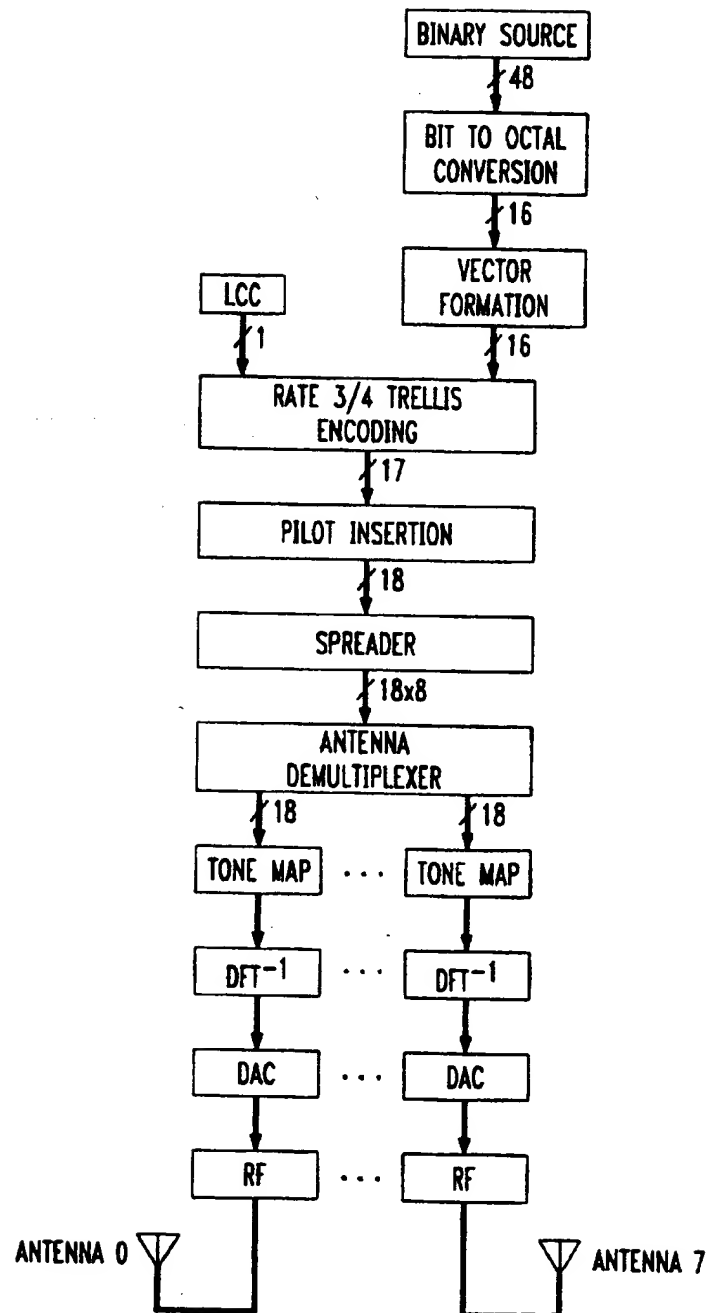 BINARY SOURCE
48
BIT TO OCTAL
CONVERSION
16
VECTOR
FORMATION
LCC
1
16
RATE 3/4 TRELLIS
ENCODING
17
PILOT INSERTION
18
SPREADER
18x8
ANTENNA
DEMULTIPLEXER
18 18
TONE MAP ... TONE MAP
DFT⁻¹ ... DFT⁻¹
DAC ... DAC
RF ... RF
ANTENNA 0 ANTENNA 7